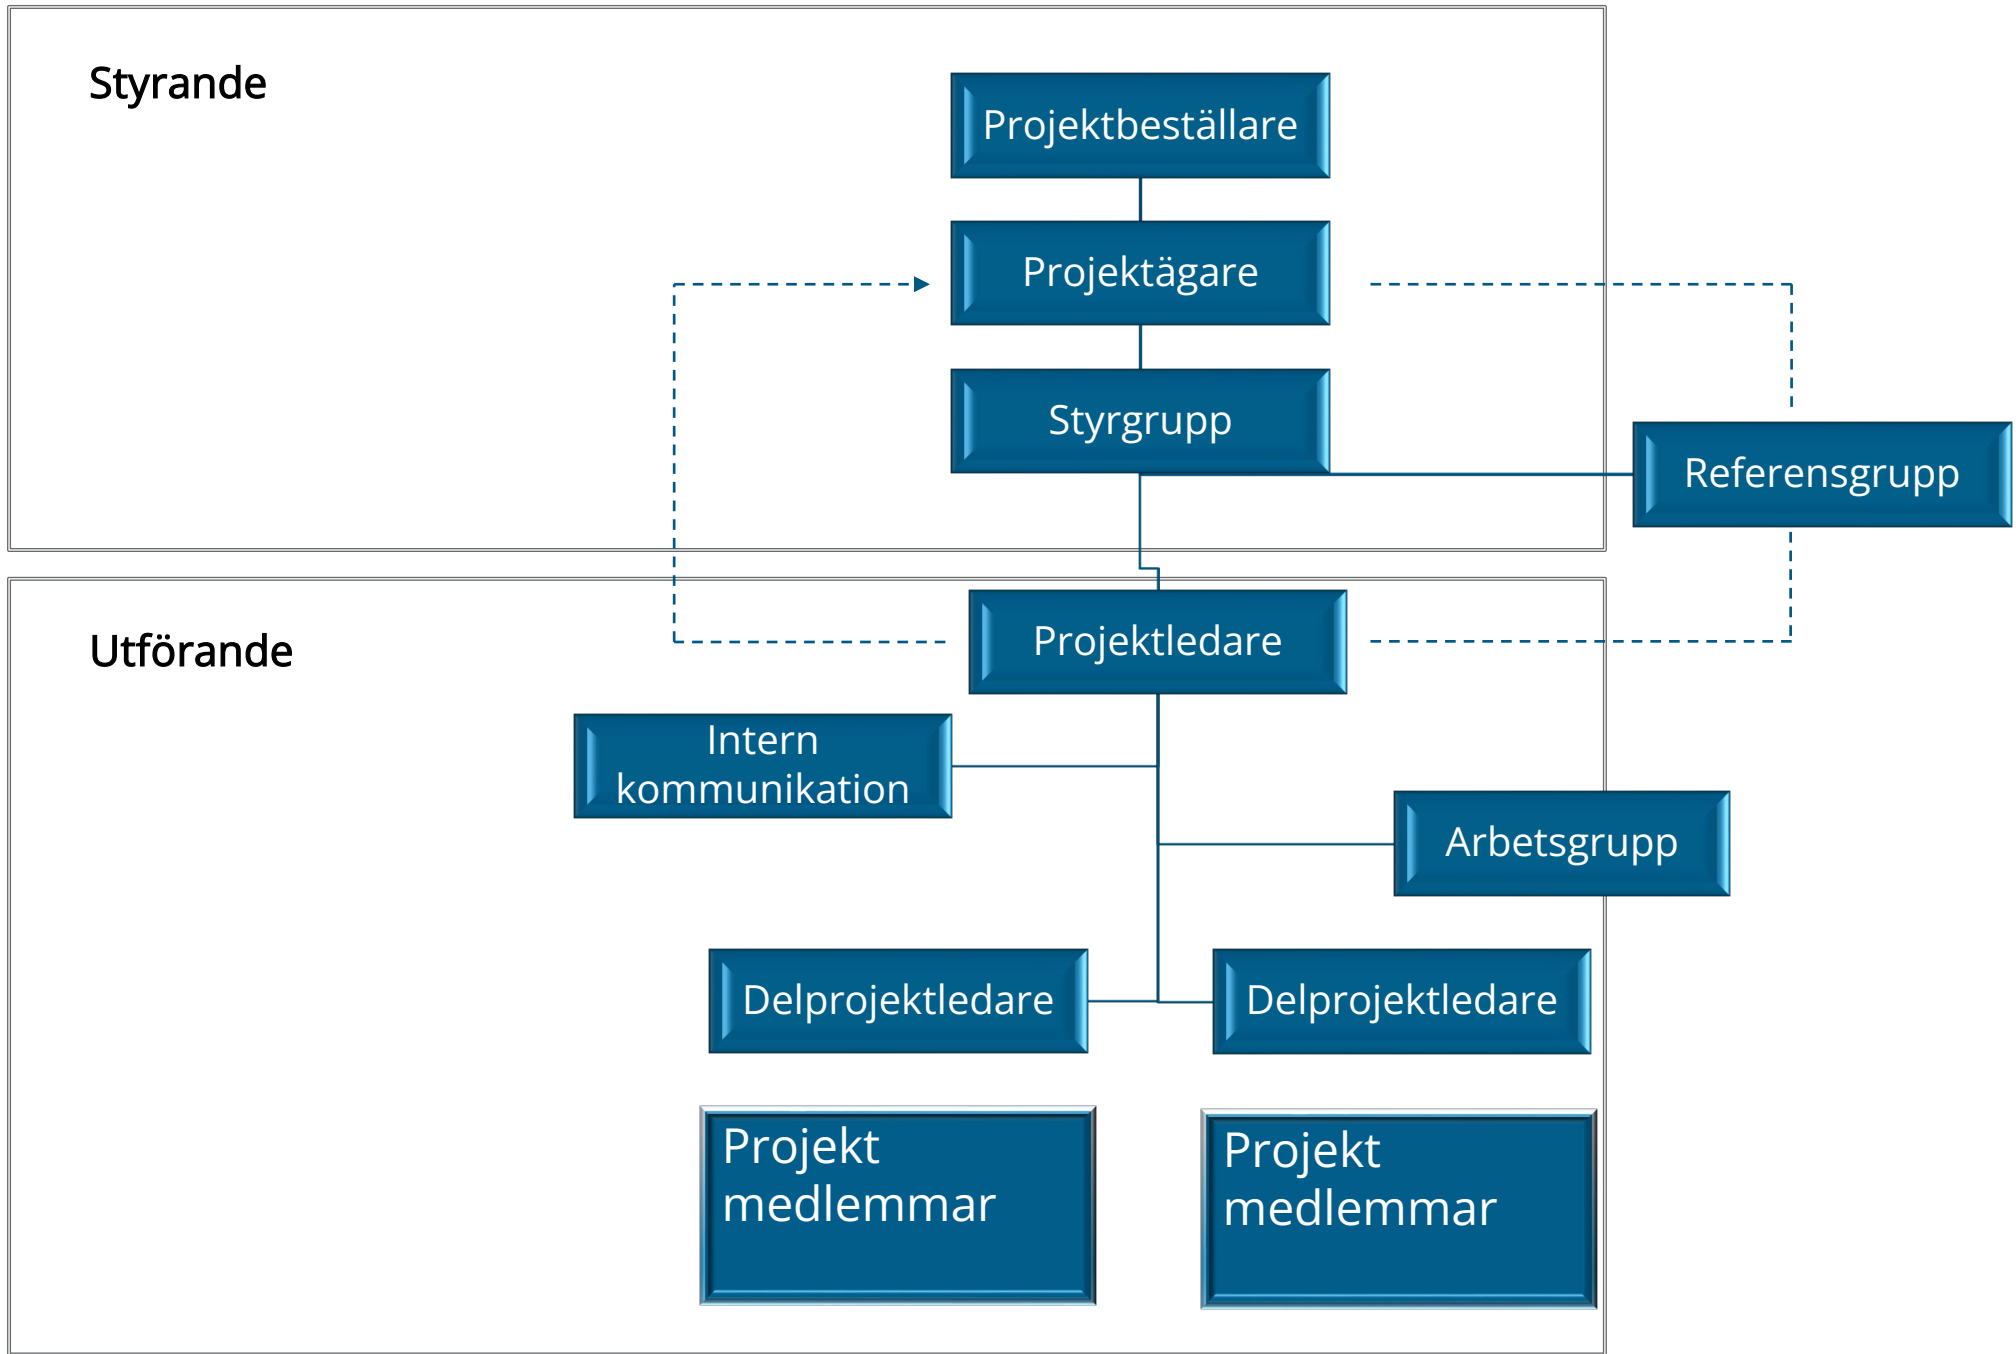 Styrande
Projektbeställare
Projektägare
Styrgrupp
Referensgrupp
Utförande
Projektledare
Intern
kommunikation
Arbetsgrupp
Delprojektledare
Delprojektledare
Projekt
medlemmar
Projekt
medlemmar